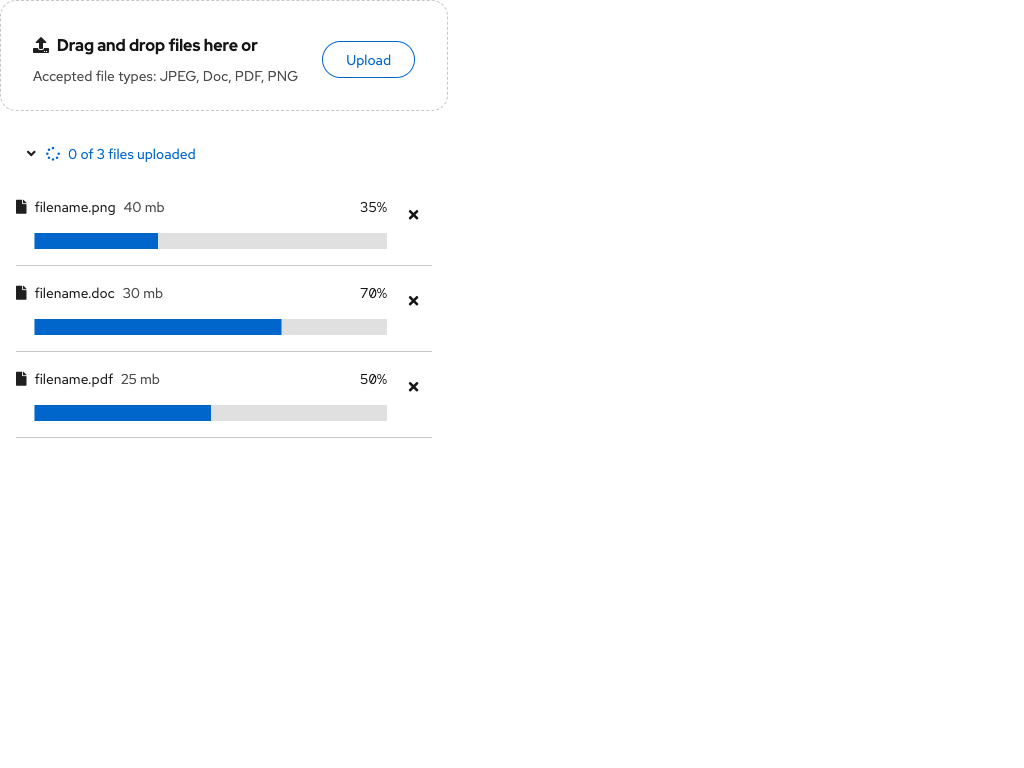 Drag and drop files here or
Accepted file types: JPEG, Doc, PDF, PNG
Upload
0 of 3 files uploaded
filename.png 40 mb 35%
filename.doc 30 mb 70%
filename.pdf 25 mb 50%